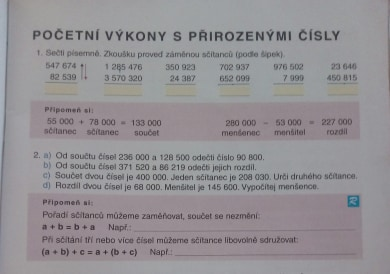 POČETNÍ VÝKONY S PŘIROZENÝMI ČÍSLY
1. Sečti písemně. Zkoušku proveď záměnou sčítanců (podle šipek).
547 674 1 285 476 350 923 702 937 976 502 23 646
82 539 3 570 320 24 387 652 099 7 999 450 815
Připomeň si:
55 000 + 78 000 = 133 000 280 000 − 53 000 = 227 000
sčítanec sčítanec součet menšenec menšitel rozdíl
2. a) Od součtu čísel 236 000 a 128 500 odečti číslo 90 800.
b) Od součtu čísel 371 520 a 86 219 odečti jejich rozdíl.
c) Součet dvou čísel je 400 000. Jeden sčítanec je 208 030. Urči druhého sčítance.
d) Rozdíl dvou čísel je 68 000. Menšitel je 145 600. Vypočítej menšence.
Připomeň si:
Pořadí sčítanců můžeme zaměňovat, součet se nezmění:
a + b = b + a Např.:
Při sčítání tří nebo více čísel můžeme sčítance libovolně sdružovat:
(a + b) + c = a + (b + c) Např.: